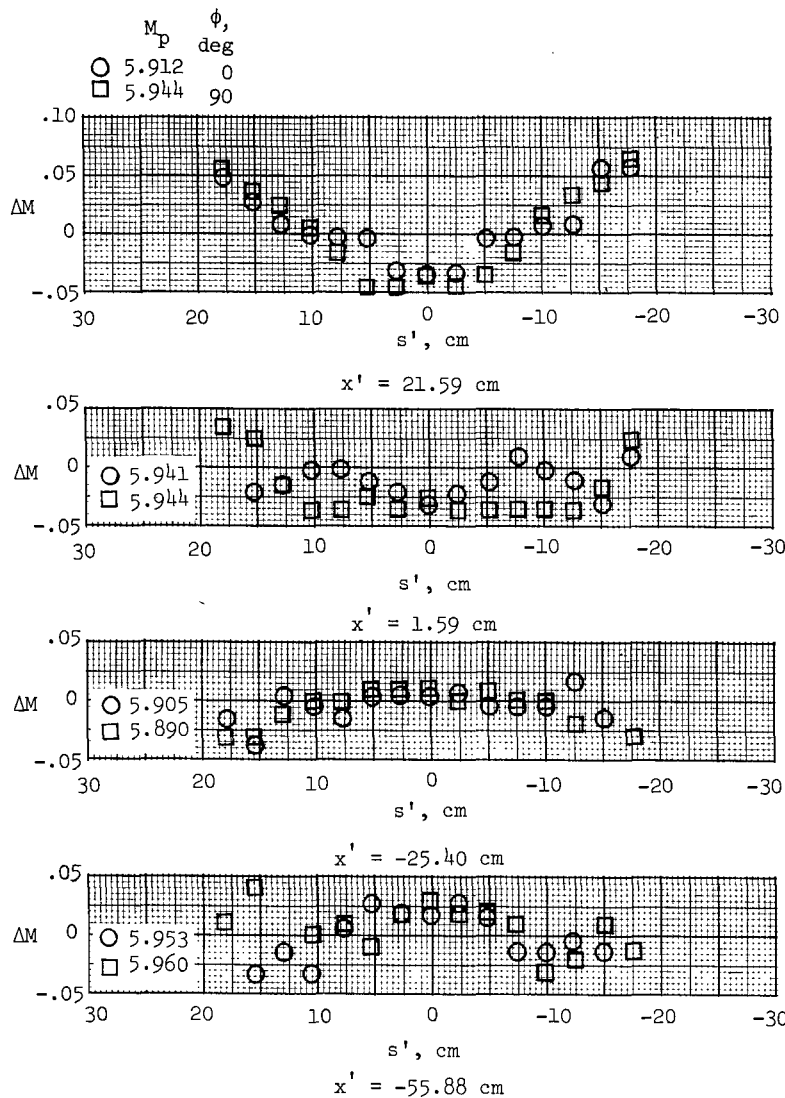 M_p φ, deg
○ 5.912 0
□ 5.944 90
.10
.05
ΔM
0
-.05
30 20 10 0 -10 -20 -30
s', cm
x' = 21.59 cm
.05
ΔM 0
○ 5.941
□ 5.944
-.05
30 20 10 0 -10 -20 -30
s', cm
x' = 1.59 cm
.05
ΔM 0
○ 5.905
□ 5.890
-.05
30 20 10 0 -10 -20 -30
s', cm
x' = -25.40 cm
.05
ΔM 0
○ 5.953
□ 5.960
-.05
30 20 10 0 -10 -20 -30
s', cm
x' = -55.88 cm